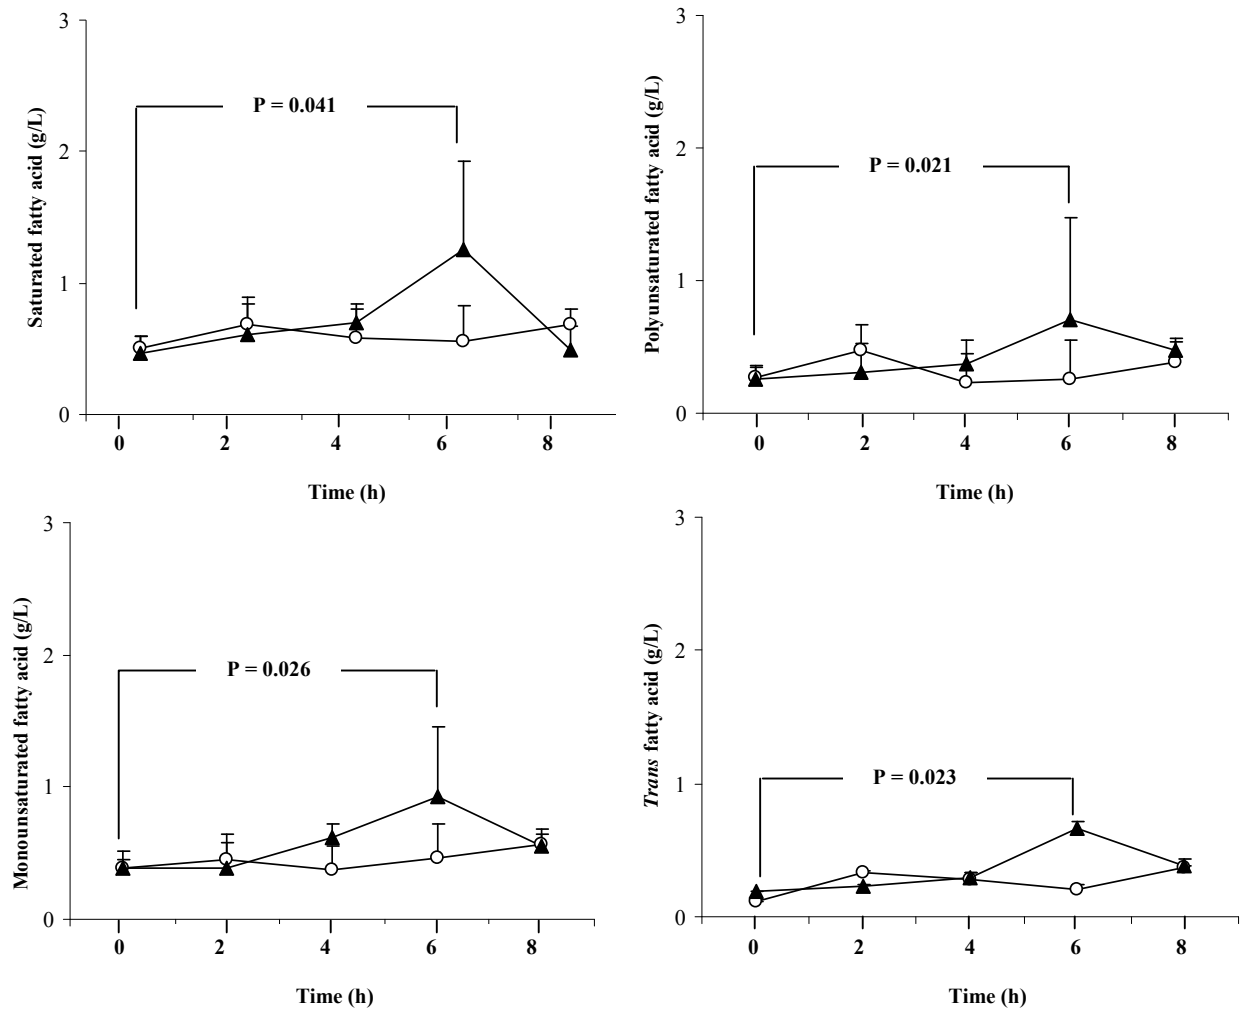 3
2
1
0
Saturated fatty acid (g/L)
P = 0.041
0 2 4 6 8
Time (h)
3
2
1
0
Polyunsaturated fatty acid (g/L)
P = 0.021
0 2 4 6 8
Time (h)
3
2
1
0
Monounsaturated fatty acid (g/L)
P = 0.026
0 2 4 6 8
Time (h)
3
2
1
0
Trans fatty acid (g/L)
P = 0.023
0 2 4 6 8
Time (h)